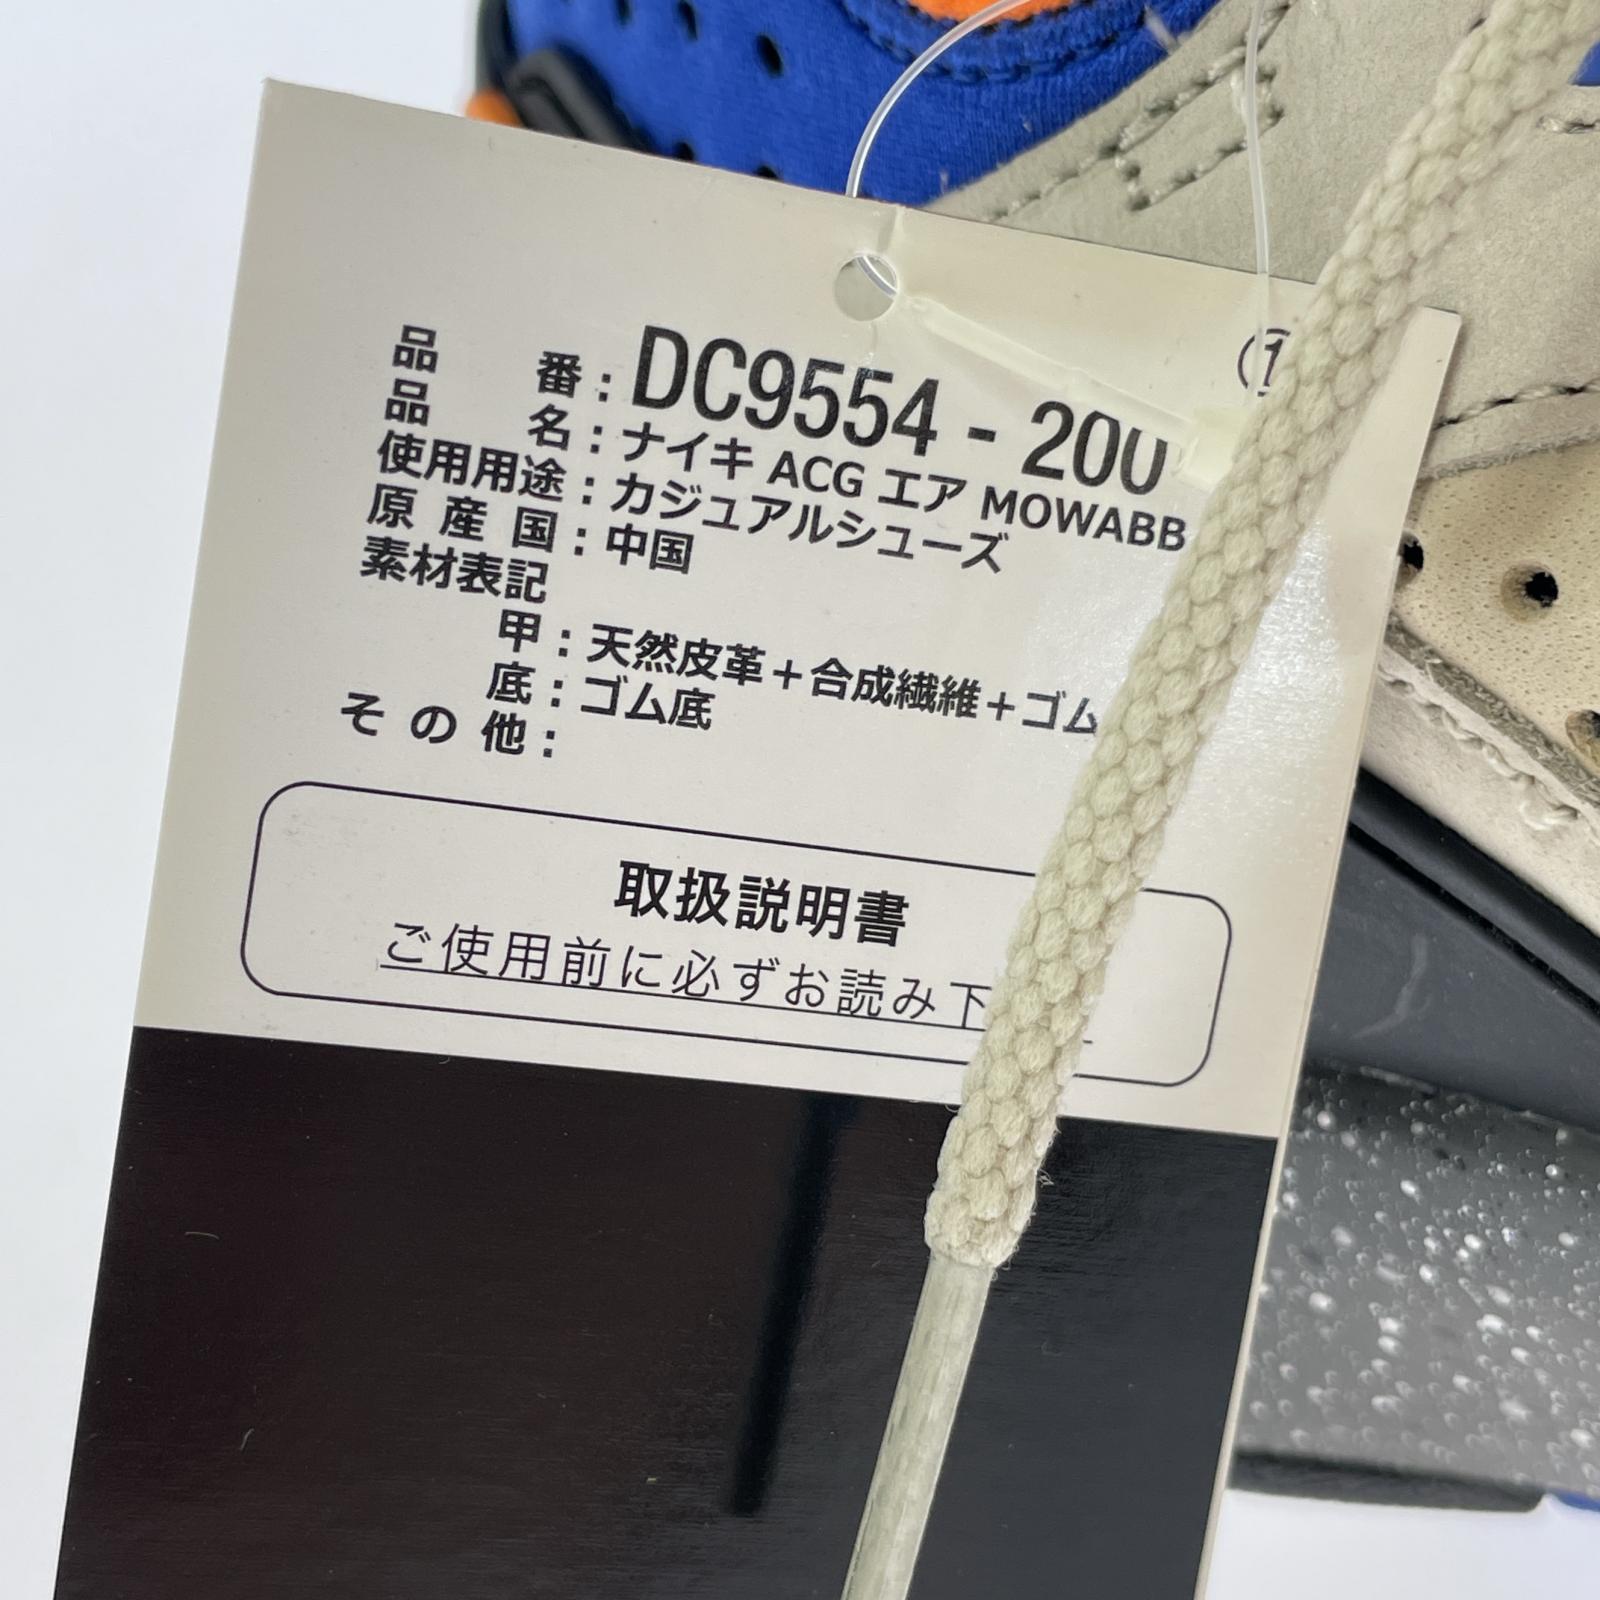 ①
品番：DC9554-200
品名：ナイキ ACG エア MOWABB
使用用途：カジュアルシューズ
原産国：中国
素材表記
甲：天然皮革＋合成繊維＋ゴム
底：ゴム底
その他：
取扱説明書
ご使用前に必ずお読み下